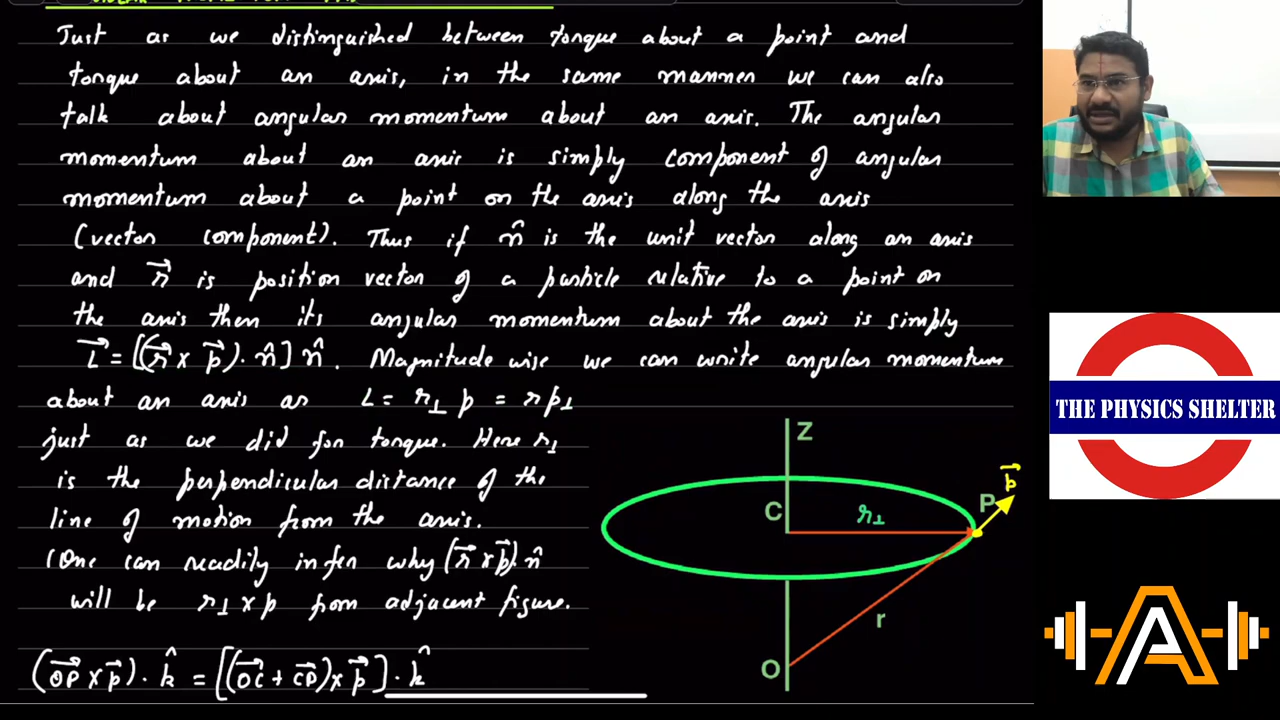 Just as we distinguished between torque about a point and
torque about an axis, in the same manner we can also
talk about angular momentum about an axis. The angular
momentum about an axis is simply component of angular
momentum about a point on the axis along the axis
(vector component). Thus if n̂ is the unit vector along an axis
and r⃗ is position vector of a particle relative to a point on
the axis then its angular momentum about the axis is simply
L⃗ = [(r⃗ × p⃗) · n̂] n̂. Magnitude wise we can write angular momentum
about an axis as L = r⊥ p = r p⊥
just as we did for torque. Here r⊥
is the perpendicular distance of the
line of motion from the axis.
(One can readily infer why (r⃗ × p⃗) · n̂
will be r⊥ × p from adjacent figure.
(OP⃗ × p⃗) · k̂ = [(OC⃗ + CP⃗) × p⃗] · k̂
Z
C
r⊥
P
p⃗
r
O
THE PHYSICS SHELTER